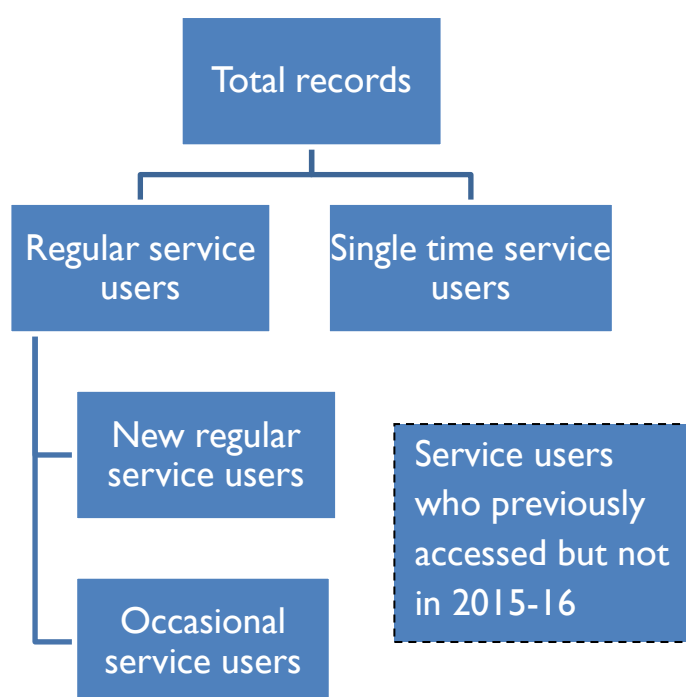 Total records
Regular service
users
Single time service
users
New regular
service users
Service users
who previously
accessed but not
in 2015-16
Occasional
service users